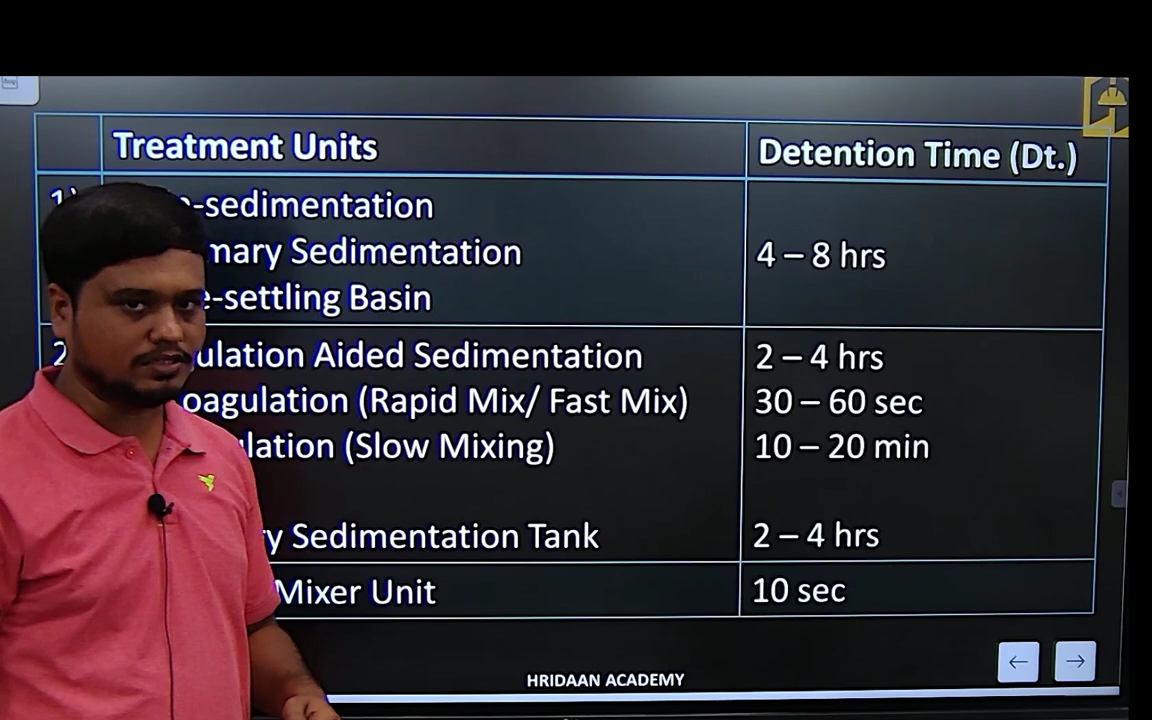 Treatment Units
Detention Time (Dt.)
-sedimentation
mary Sedimentation
4 – 8 hrs
e-settling Basin
2
ulation Aided Sedimentation
2 – 4 hrs
oagulation (Rapid Mix/ Fast Mix)
30 – 60 sec
lation (Slow Mixing)
10 – 20 min
y Sedimentation Tank
2 – 4 hrs
Mixer Unit
10 sec
HRIDAAN ACADEMY